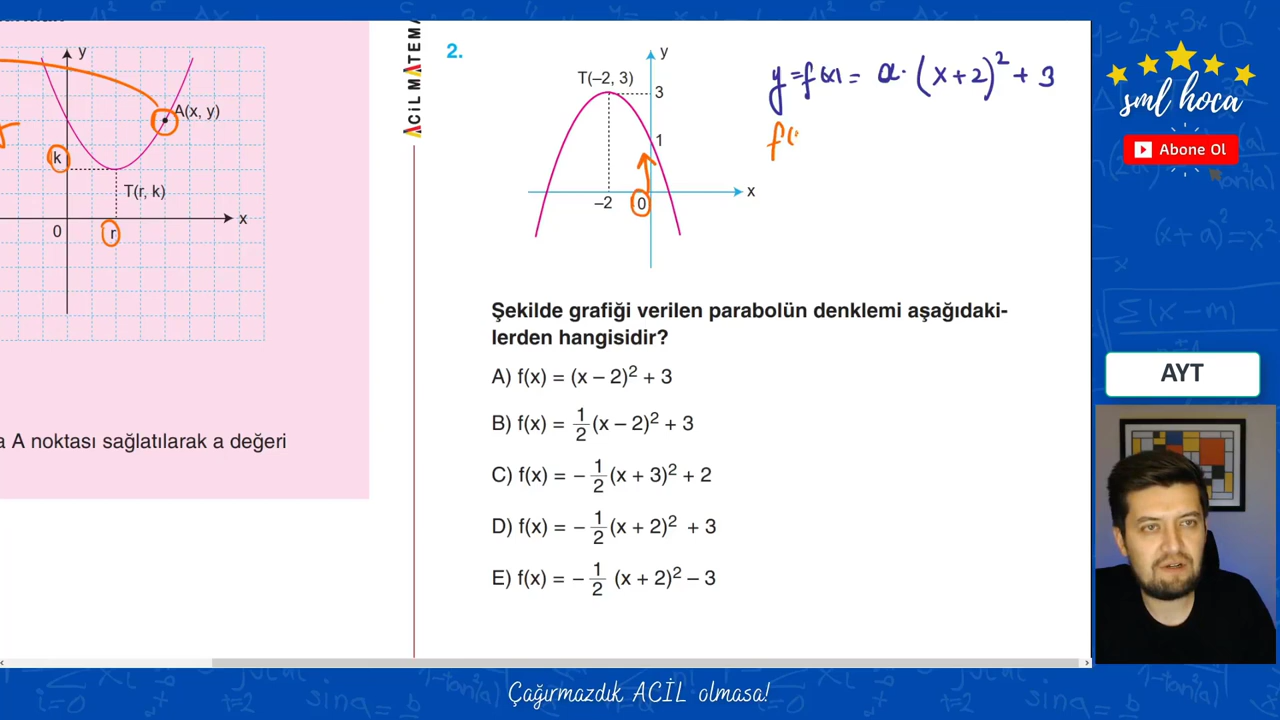 y
A(x, y)
k
T(r, k)
0
r
x
a A noktası sağlatılarak a değeri
ACİL MATEMA
2.
y
T(–2, 3)
3
1
–2
0
x
y=f(x) = a·(x+2)² + 3
f(
Şekilde grafiği verilen parabolün denklemi aşağıdaki-
lerden hangisidir?
A) f(x) = (x – 2)² + 3
B) f(x) = 1/2 (x – 2)² + 3
C) f(x) = – 1/2 (x + 3)² + 2
D) f(x) = – 1/2 (x + 2)² + 3
E) f(x) = – 1/2 (x + 2)² – 3
sml hoca
Abone Ol
(x + a)² = x²
AYT
Çağırmazdık ACİL olmasa!